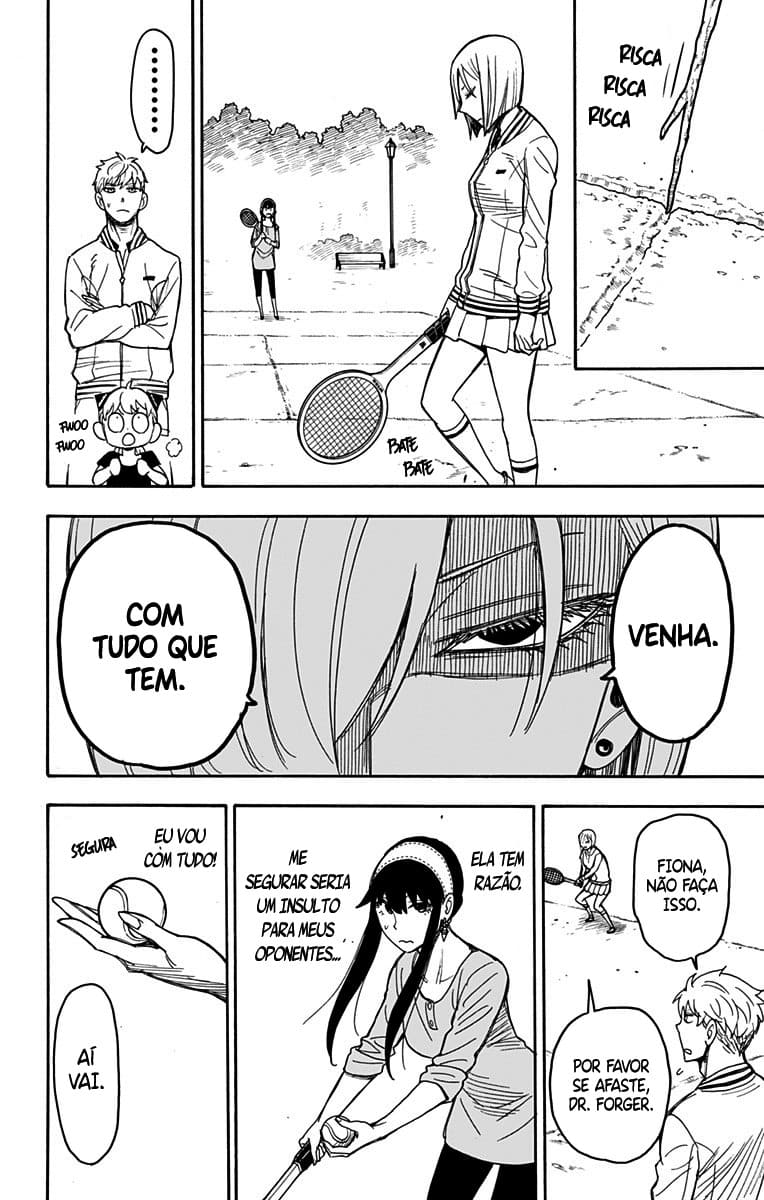 RISCA
RISCA
RISCA
BATE
BATE
........
FWOO
FWOO
VENHA.
COM
TUDO QUE
TEM.
FIONA,
NÃO FAÇA
ISSO.
POR FAVOR
SE AFASTE,
DR. FORGER.
ELA TEM
RAZÃO.
ME
SEGURAR SERIA
UM INSULTO
PARA MEUS
OPONENTES...
EU VOU
COM TUDO!
SEGURA
AÍ
VAI.